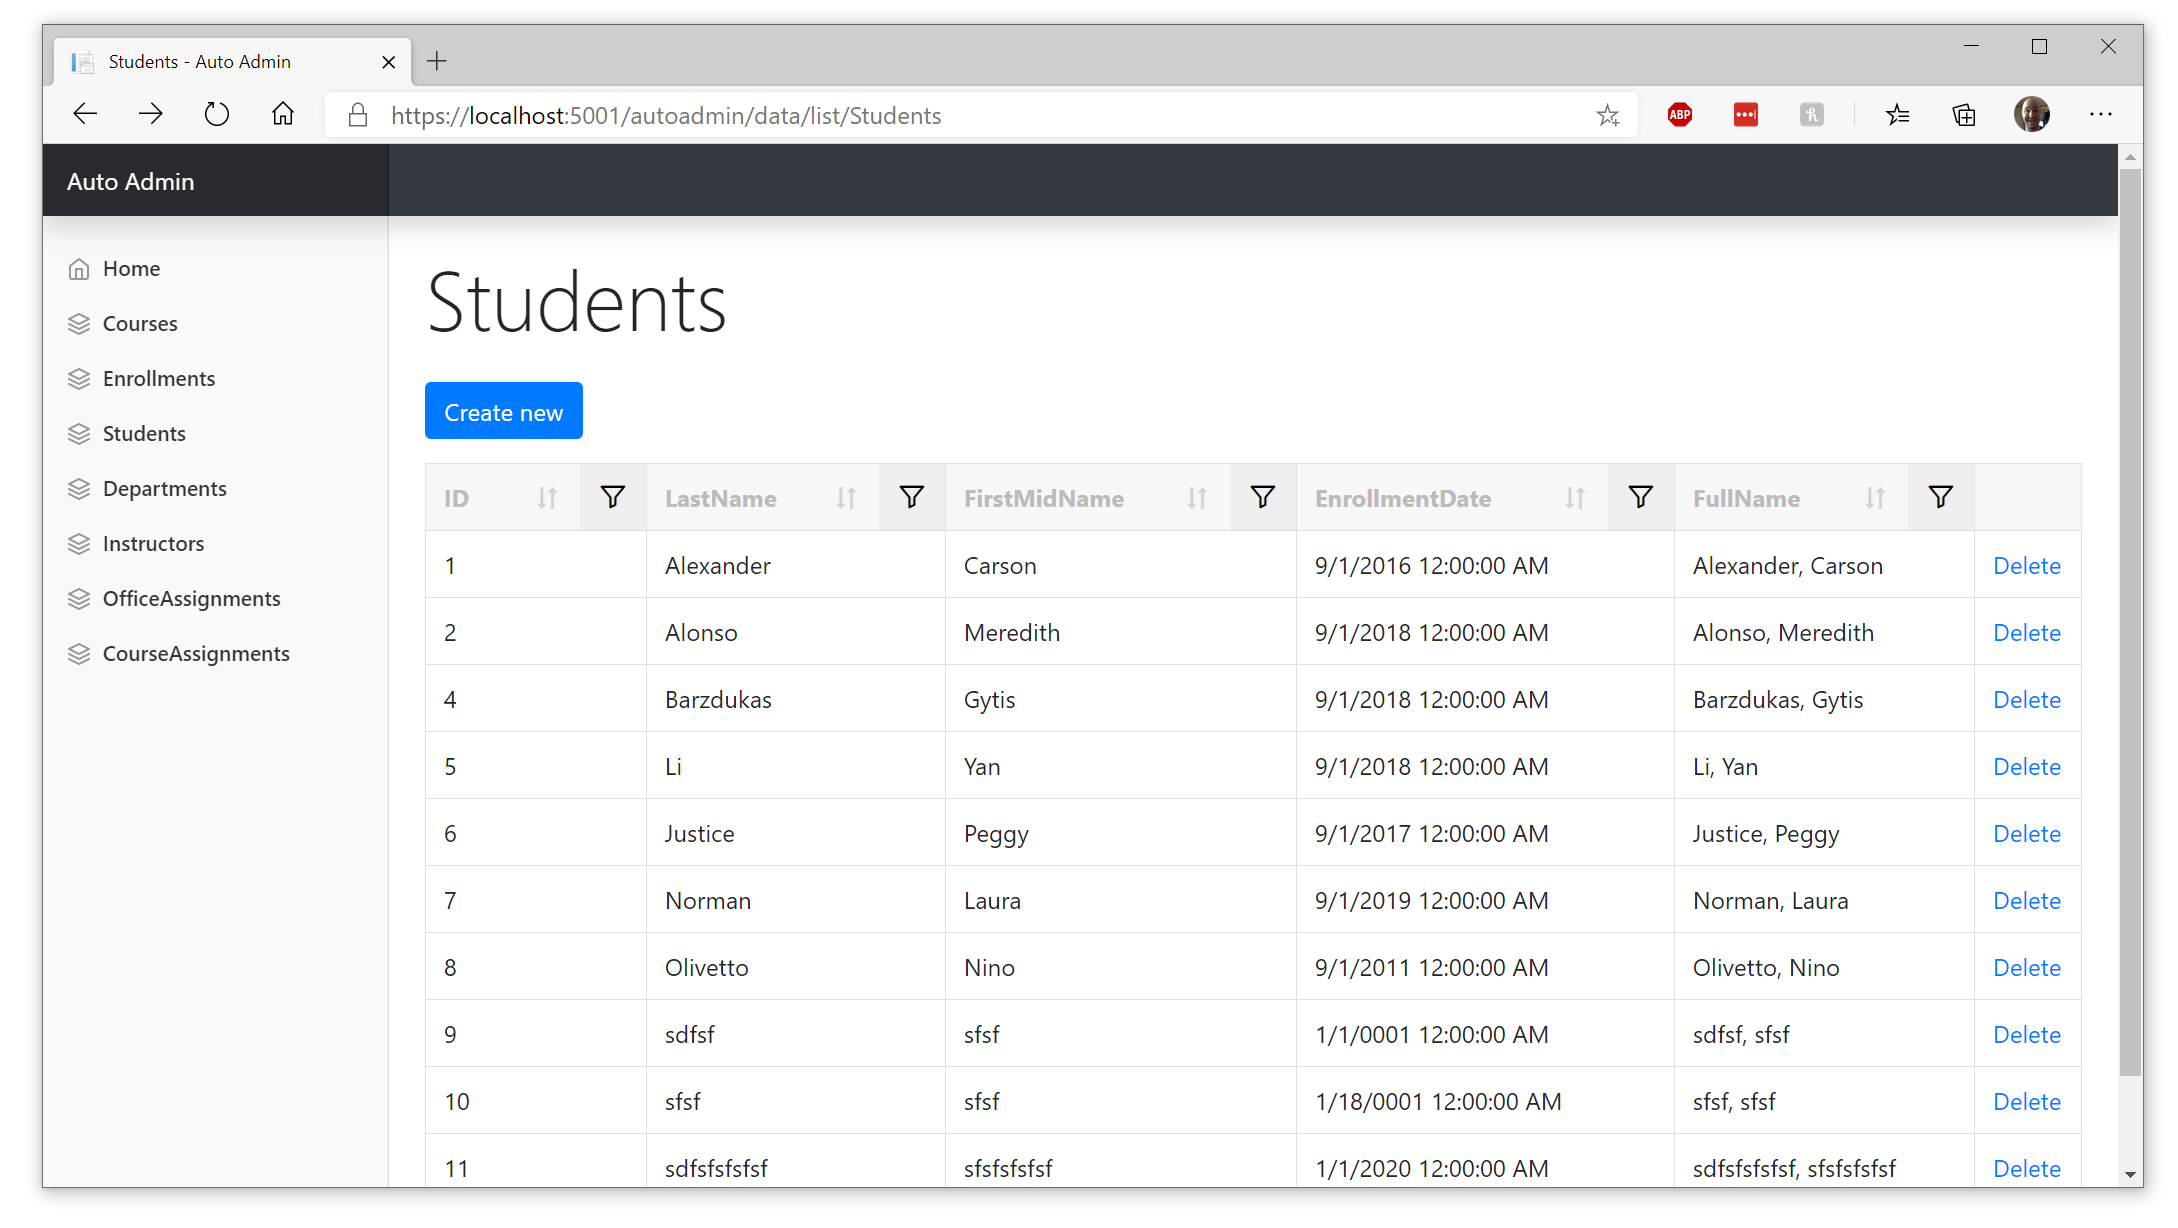 Students - Auto Admin
https://localhost:5001/autoadmin/data/list/Students
ABP
Auto Admin
Home
Courses
Enrollments
Students
Departments
Instructors
OfficeAssignments
CourseAssignments
Students
Create new
ID LastName FirstMidName EnrollmentDate FullName
1 Alexander Carson 9/1/2016 12:00:00 AM Alexander, Carson Delete
2 Alonso Meredith 9/1/2018 12:00:00 AM Alonso, Meredith Delete
4 Barzdukas Gytis 9/1/2018 12:00:00 AM Barzdukas, Gytis Delete
5 Li Yan 9/1/2018 12:00:00 AM Li, Yan Delete
6 Justice Peggy 9/1/2017 12:00:00 AM Justice, Peggy Delete
7 Norman Laura 9/1/2019 12:00:00 AM Norman, Laura Delete
8 Olivetto Nino 9/1/2011 12:00:00 AM Olivetto, Nino Delete
9 sdfsf sfsf 1/1/0001 12:00:00 AM sdfsf, sfsf Delete
10 sfsf sfsf 1/18/0001 12:00:00 AM sfsf, sfsf Delete
11 sdfsfsfsfsf sfsfsfsfsf 1/1/2020 12:00:00 AM sdfsfsfsfsf, sfsfsfsfsf Delete